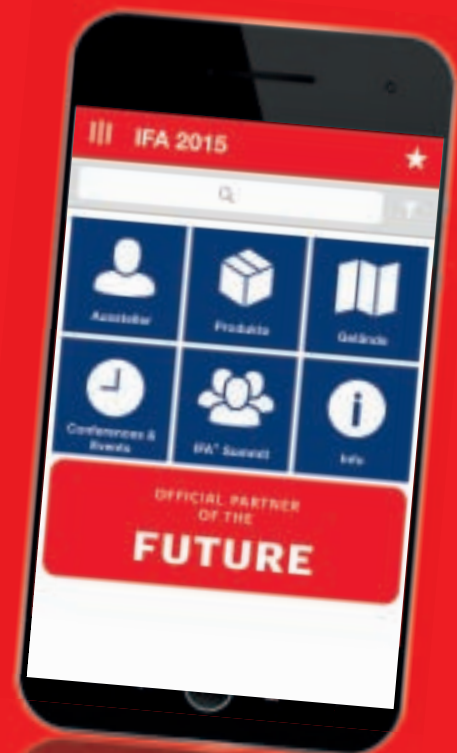 IFA 2015
Aussteller
Produkte
Gelände
Conferences &
Events
IFA⁺ Summit
Info
OFFICIAL PARTNER
OF THE
FUTURE